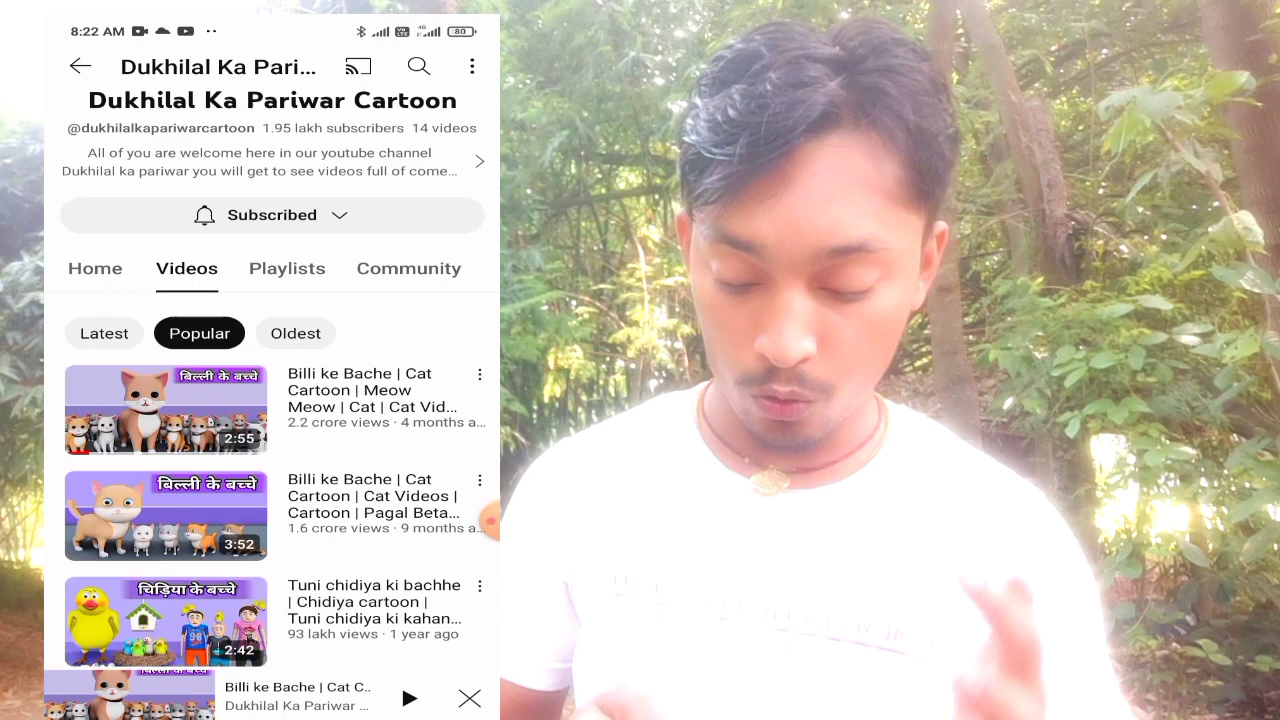 8:22 AM
80
Dukhilal Ka Pari...
Dukhilal Ka Pariwar Cartoon
@dukhilalkapariwarcartoon 1.95 lakh subscribers 14 videos
All of you are welcome here in our youtube channel
Dukhilal ka pariwar you will get to see videos full of come...
Subscribed
Home Videos Playlists Community
Latest Popular Oldest
बिल्ली के बच्चे
2:55
Billi ke Bache | Cat
Cartoon | Meow
Meow | Cat | Cat Vid...
2.2 crore views · 4 months a...
बिल्ली के बच्चे
3:52
Billi ke Bache | Cat
Cartoon | Cat Videos |
Cartoon | Pagal Beta...
1.6 crore views · 9 months a...
चिड़िया के बच्चे
2:42
Tuni chidiya ki bachhe
| Chidiya cartoon |
Tuni chidiya ki kahan...
93 lakh views · 1 year ago
बिल्ली के बच्चे
Billi ke Bache | Cat C..
Dukhilal Ka Pariwar ...